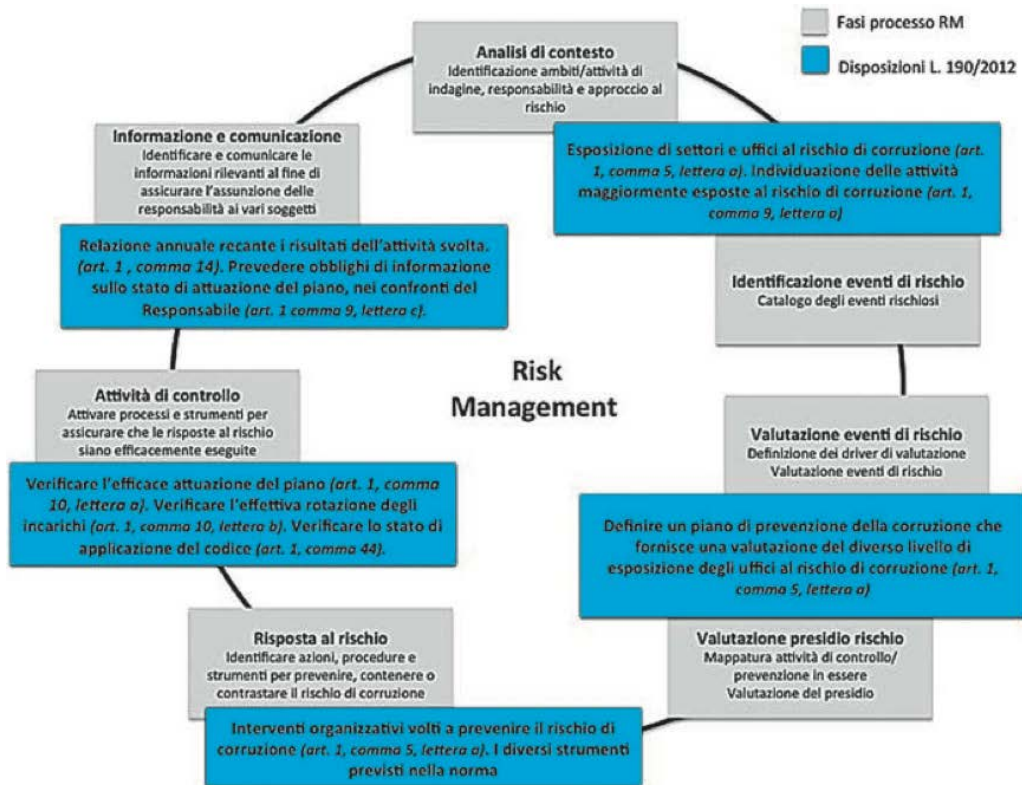 Fasi processo RM
Disposizioni L. 190/2012
Analisi di contesto
Identificazione ambiti/attività di
indagine, responsabilità e approccio al
rischio
Esposizione di settori e uffici al rischio di corruzione (art.
1, comma 5, lettera a). Individuazione delle attività
maggiormente esposte al rischio di corruzione (art. 1,
comma 9, lettera a)
Identificazione eventi di rischio
Catalogo degli eventi rischiosi
Valutazione eventi di rischio
Definizione dei driver di valutazione
Valutazione eventi di rischio
Definire un piano di prevenzione della corruzione che
fornisce una valutazione del diverso livello di
esposizione degli uffici al rischio di corruzione (art. 1,
comma 5, lettera a)
Valutazione presidio rischio
Mappatura attività di controllo/
prevenzione in essere
Valutazione del presidio
Risposta al rischio
Identificare azioni, procedure e
strumenti per prevenire, contenere o
contrastare il rischio di corruzione
Interventi organizzativi volti a prevenire il rischio di
corruzione (art. 1, comma 5, lettera a). I diversi strumenti
previsti nella norma
Attività di controllo
Attivare processi e strumenti per
assicurare che le risposte al rischio
siano efficacemente eseguite
Verificare l'efficace attuazione del piano (art. 1, comma
10, lettera a). Verificare l'effettiva rotazione degli
incarichi (art. 1, comma 10, lettera b). Verificare lo stato di
applicazione del codice (art. 1, comma 44).
Informazione e comunicazione
Identificare e comunicare le
informazioni rilevanti al fine di
assicurare l'assunzione delle
responsabilità ai vari soggetti
Relazione annuale recante i risultati dell'attività svolta.
(art. 1 , comma 14). Prevedere obblighi di informazione
sullo stato di attuazione del piano, nei confronti del
Responsabile (art. 1 comma 9, lettera c).
Risk
Management